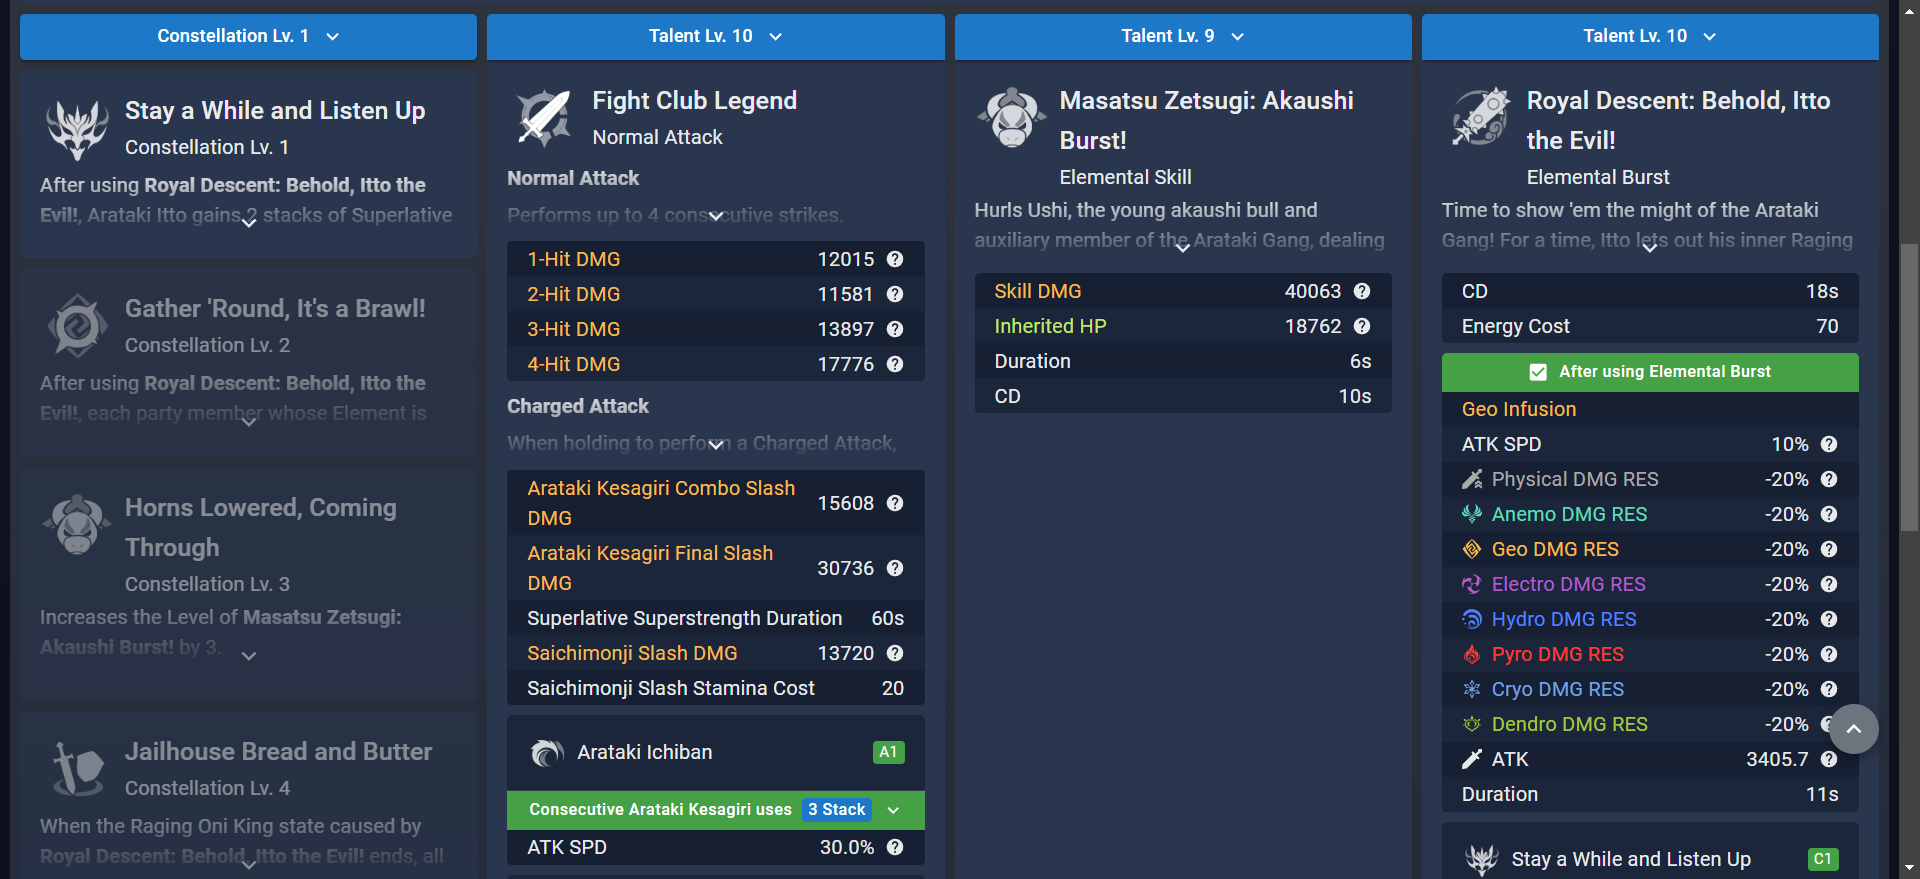 Constellation Lv. 1
Stay a While and Listen Up
Constellation Lv. 1
After using Royal Descent: Behold, Itto the
Evil!, Arataki Itto gains 2 stacks of Superlative
Gather 'Round, It's a Brawl!
Constellation Lv. 2
After using Royal Descent: Behold, Itto the
Evil!, each party member whose Element is
Horns Lowered, Coming
Through
Constellation Lv. 3
Increases the Level of Masatsu Zetsugi:
Akaushi Burst! by 3.
Jailhouse Bread and Butter
Constellation Lv. 4
When the Raging Oni King state caused by
Royal Descent: Behold, Itto the Evil! ends, all
Talent Lv. 10
Fight Club Legend
Normal Attack
Normal Attack
Performs up to 4 consecutive strikes.
1-Hit DMG 12015
2-Hit DMG 11581
3-Hit DMG 13897
4-Hit DMG 17776
Charged Attack
When holding to perform a Charged Attack,
Arataki Kesagiri Combo Slash
DMG 15608
Arataki Kesagiri Final Slash
DMG 30736
Superlative Superstrength Duration 60s
Saichimonji Slash DMG 13720
Saichimonji Slash Stamina Cost 20
Arataki Ichiban A1
Consecutive Arataki Kesagiri uses 3 Stack
ATK SPD 30.0%
Talent Lv. 9
Masatsu Zetsugi: Akaushi
Burst!
Elemental Skill
Hurls Ushi, the young akaushi bull and
auxiliary member of the Arataki Gang, dealing
Skill DMG 40063
Inherited HP 18762
Duration 6s
CD 10s
Talent Lv. 10
Royal Descent: Behold, Itto
the Evil!
Elemental Burst
Time to show 'em the might of the Arataki
Gang! For a time, Itto lets out his inner Raging
CD 18s
Energy Cost 70
After using Elemental Burst
Geo Infusion
ATK SPD 10%
Physical DMG RES -20%
Anemo DMG RES -20%
Geo DMG RES -20%
Electro DMG RES -20%
Hydro DMG RES -20%
Pyro DMG RES -20%
Cryo DMG RES -20%
Dendro DMG RES -20%
ATK 3405.7
Duration 11s
Stay a While and Listen Up C1